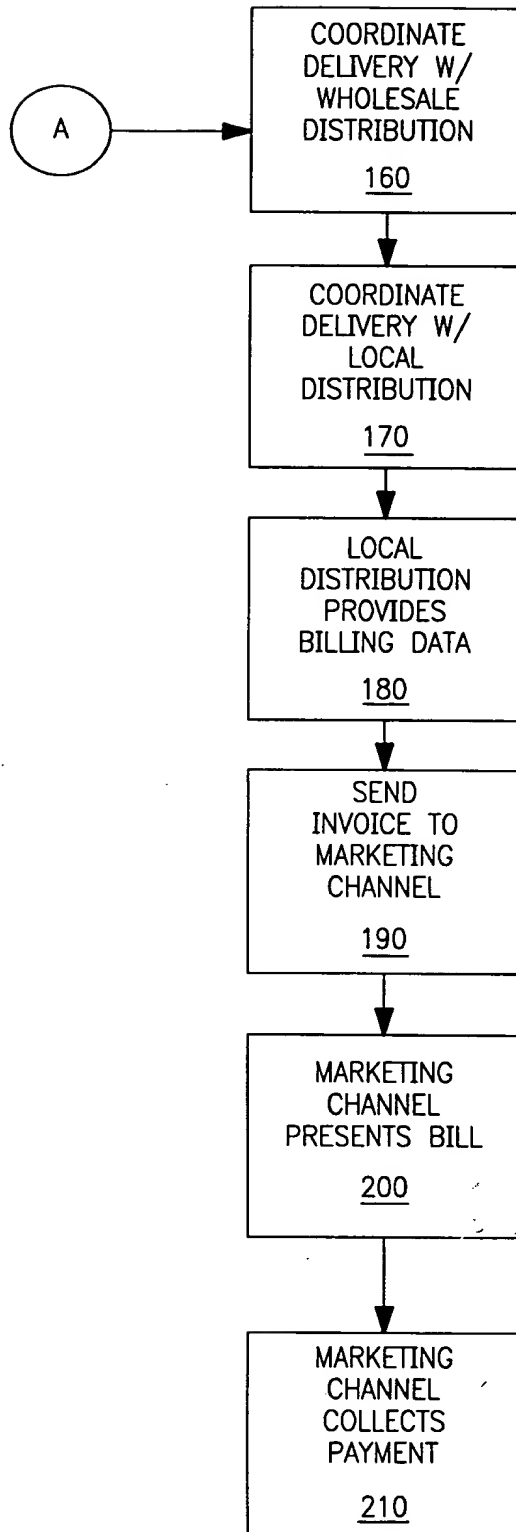 A
COORDINATE
DELIVERY W/
WHOLESALE
DISTRIBUTION
160
COORDINATE
DELIVERY W/
LOCAL
DISTRIBUTION
170
LOCAL
DISTRIBUTION
PROVIDES
BILLING DATA
180
SEND
INVOICE TO
MARKETING
CHANNEL
190
MARKETING
CHANNEL
PRESENTS BILL
200
MARKETING
CHANNEL
COLLECTS
PAYMENT
210